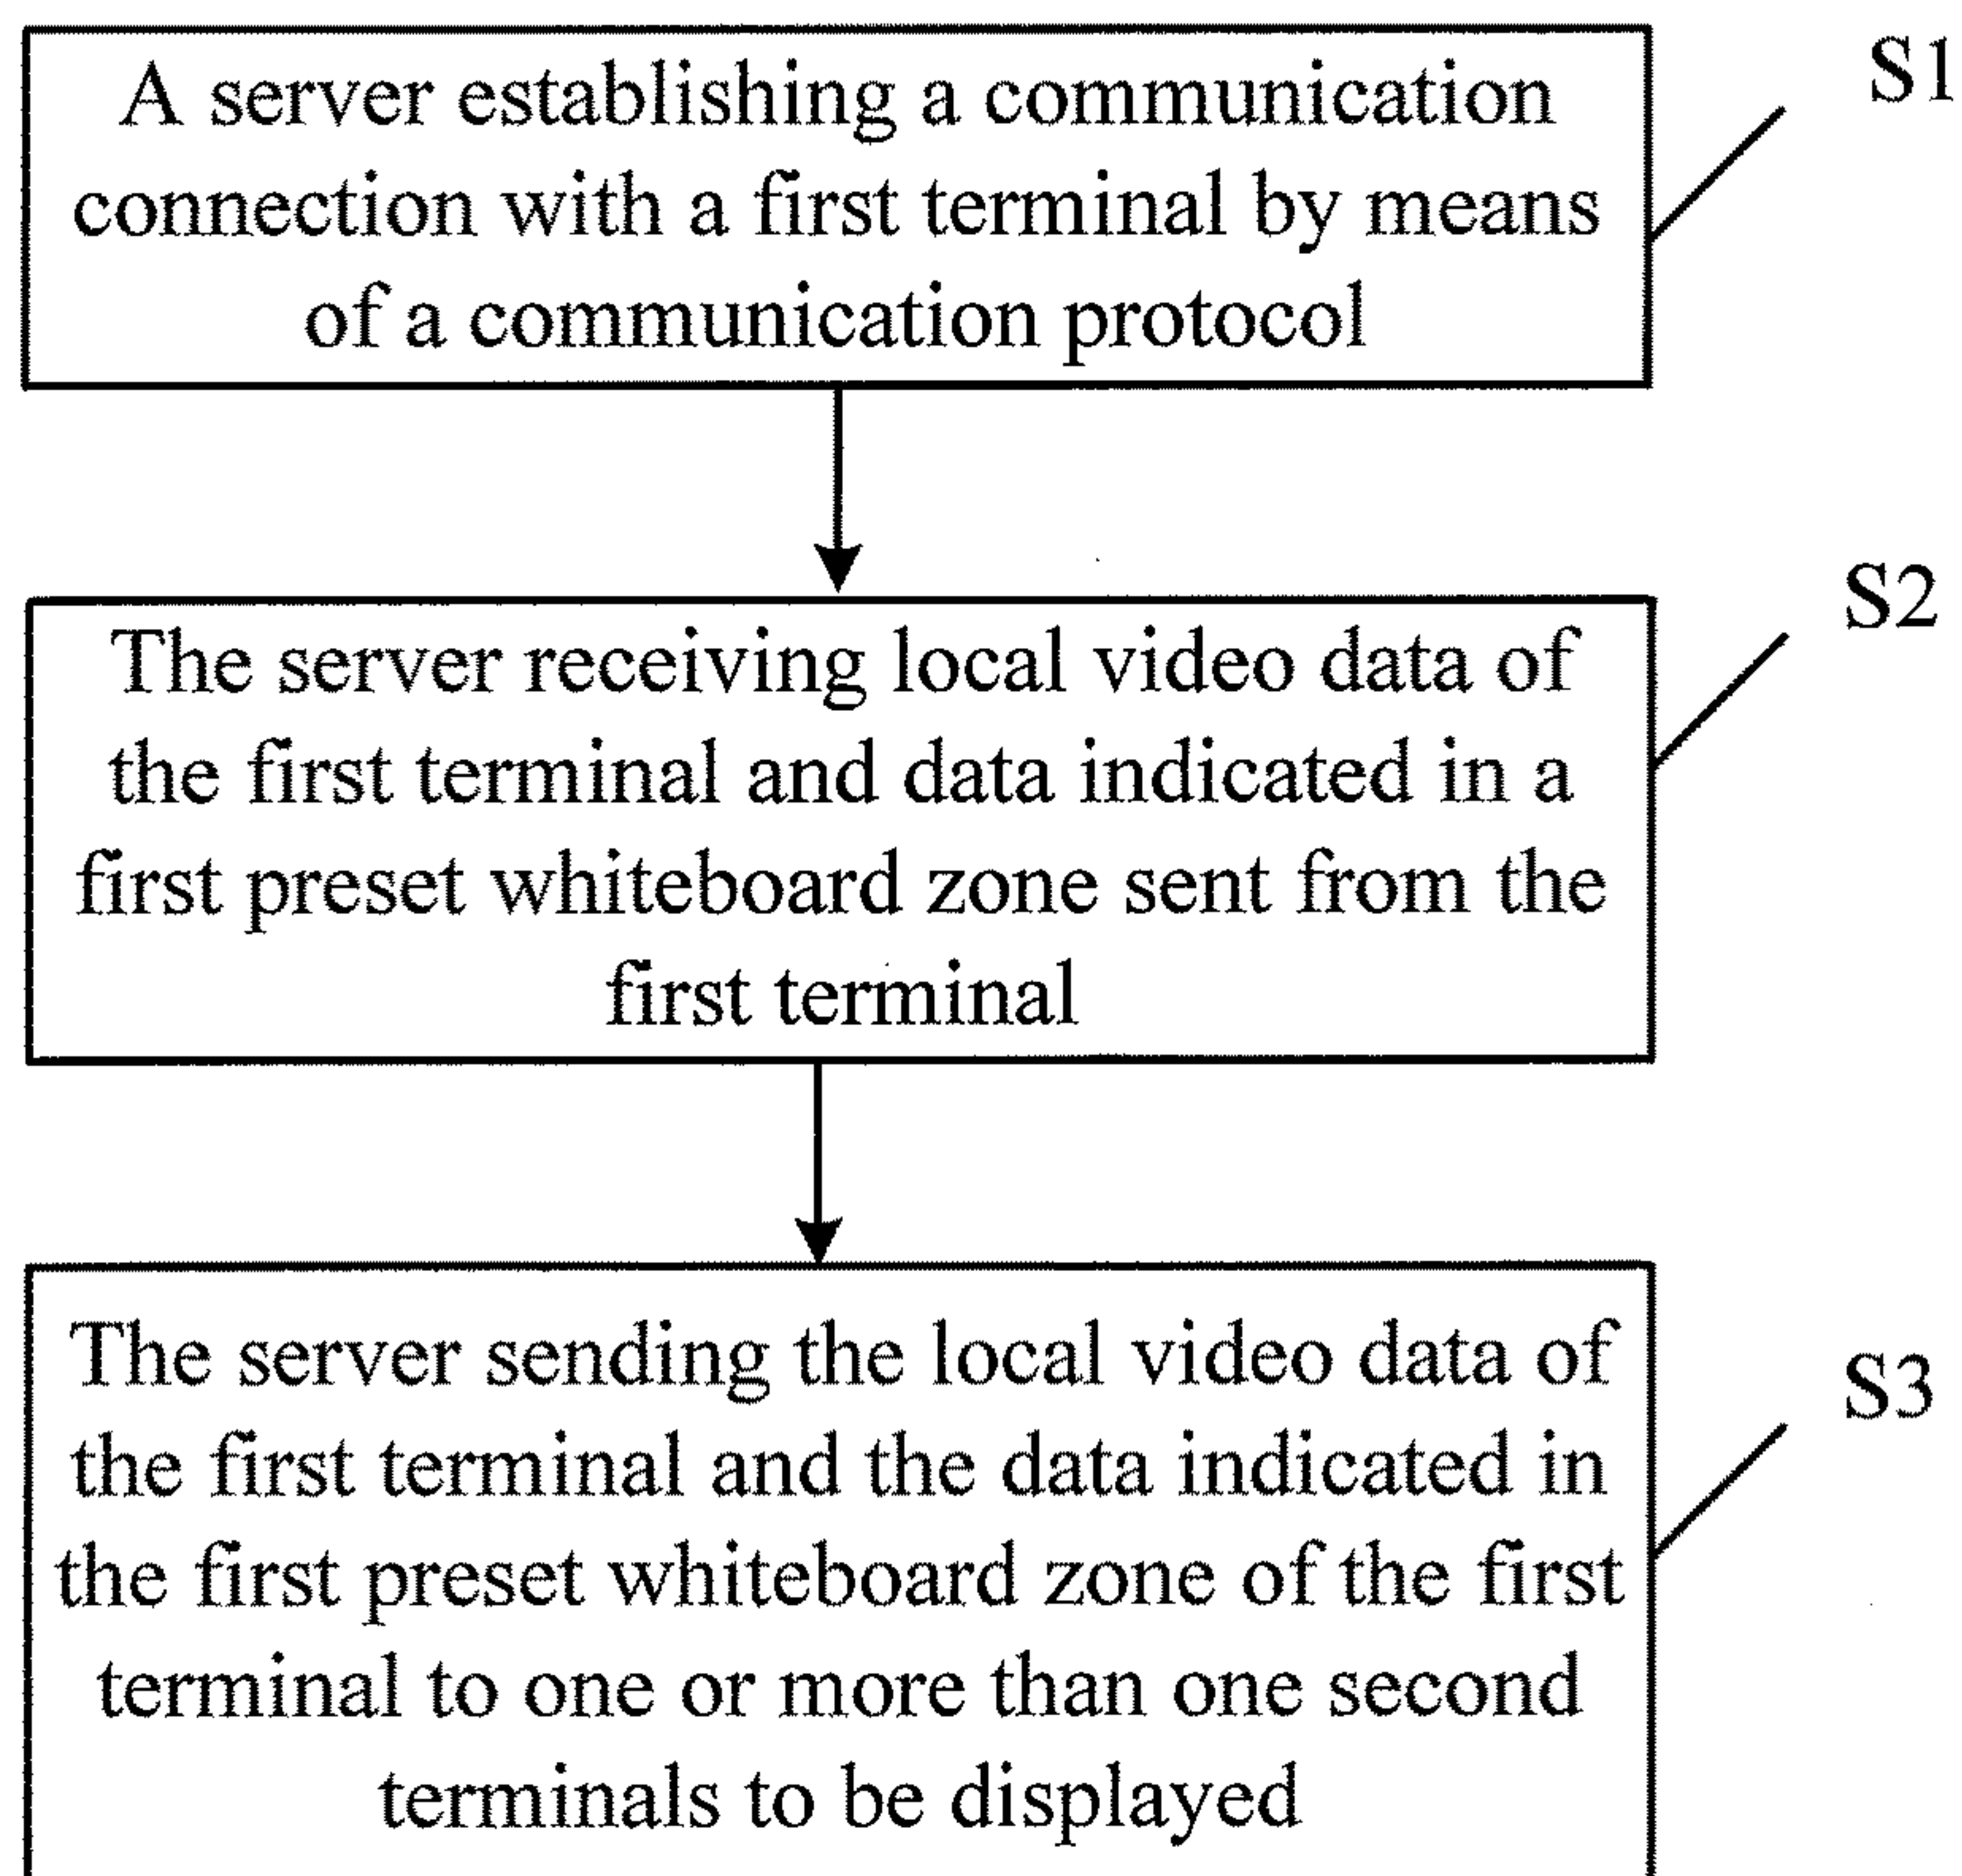 A server establishing a communication
connection with a first terminal by means
of a communication protocol
S1
The server receiving local video data of
the first terminal and data indicated in a
first preset whiteboard zone sent from the
first terminal
S2
The server sending the local video data of
the first terminal and the data indicated in
the first preset whiteboard zone of the first
terminal to one or more than one second
terminals to be displayed
S3